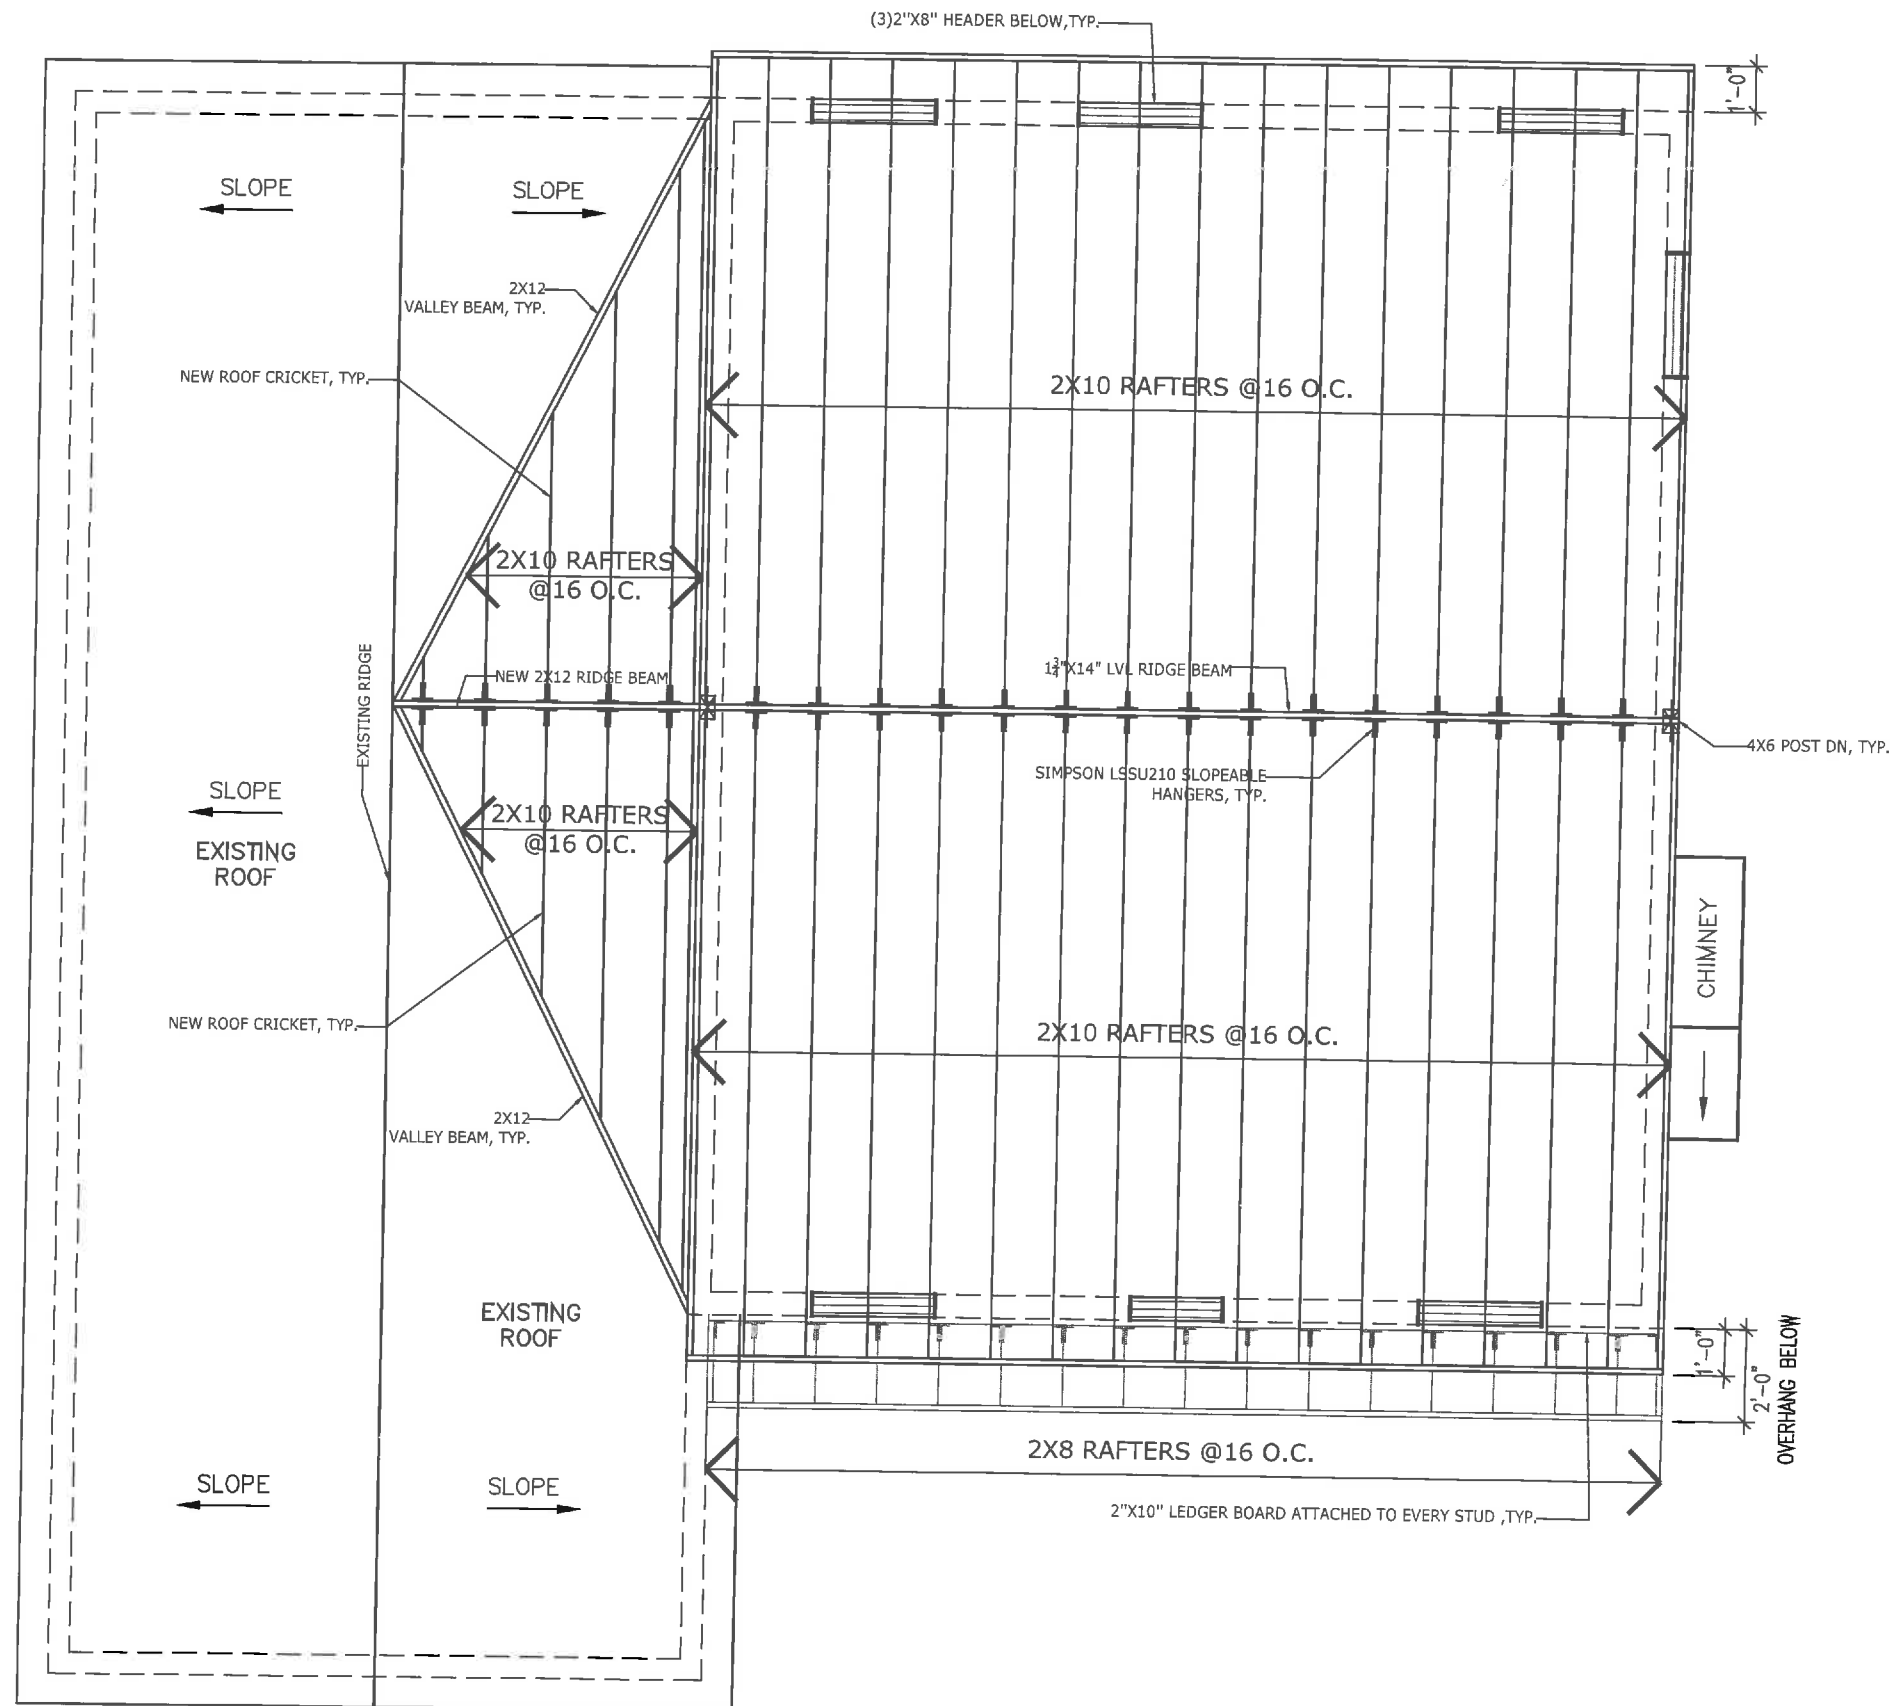 (3)2"X8" HEADER BELOW,TYP.
1'-0"
SLOPE
SLOPE
2X12
VALLEY BEAM, TYP.
NEW ROOF CRICKET, TYP.
2X10 RAFTERS @16 O.C.
2X10 RAFTERS
@16 O.C.
EXISTING RIDGE
NEW 2X12 RIDGE BEAM
1 3/4"X14" LVL RIDGE BEAM
4X6 POST DN, TYP.
SIMPSON LSSU210 SLOPEABLE
HANGERS, TYP.
SLOPE
EXISTING
ROOF
2X10 RAFTERS
@16 O.C.
CHIMNEY
NEW ROOF CRICKET, TYP.
2X10 RAFTERS @16 O.C.
2X12
VALLEY BEAM, TYP.
EXISTING
ROOF
1'-0"
2'-0"
OVERHANG BELOW
2X8 RAFTERS @16 O.C.
SLOPE
SLOPE
2"X10" LEDGER BOARD ATTACHED TO EVERY STUD ,TYP.